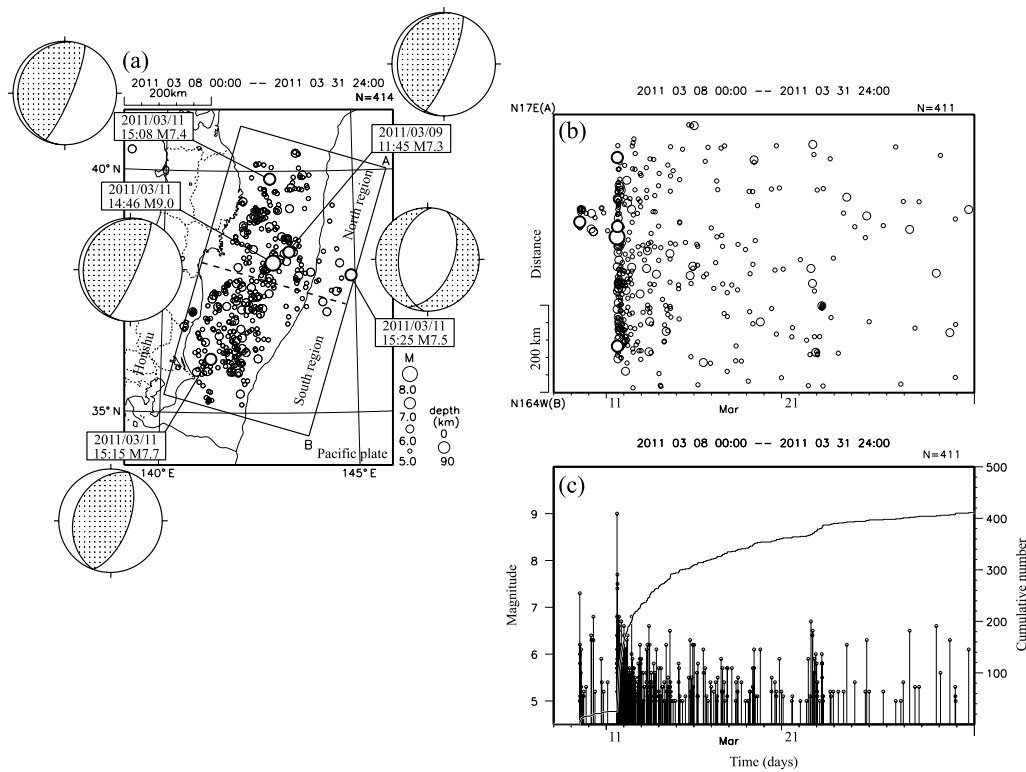 (a)
2011 03 08 00:00 -- 2011 03 31 24:00
200km
N=414
2011/03/11
15:08 M7.4
2011/03/09
11:45 M7.3
A
40° N
2011/03/11
14:46 M9.0
North region
2011/03/11
15:25 M7.5
Honshu
South region
M
8.0
7.0
6.0
5.0
depth
(km)
0
90
35° N
2011/03/11
15:15 M7.7
B
Pacific plate
140°E
145°E
2011 03 08 00:00 -- 2011 03 31 24:00
N17E(A)
N=411
(b)
Distance
200 km
N164W(B)
11
Mar
21
2011 03 08 00:00 -- 2011 03 31 24:00
N=411
(c)
Magnitude
9
8
7
6
5
500
400
300
200
100
Cumulative number
11
Mar
21
Time (days)